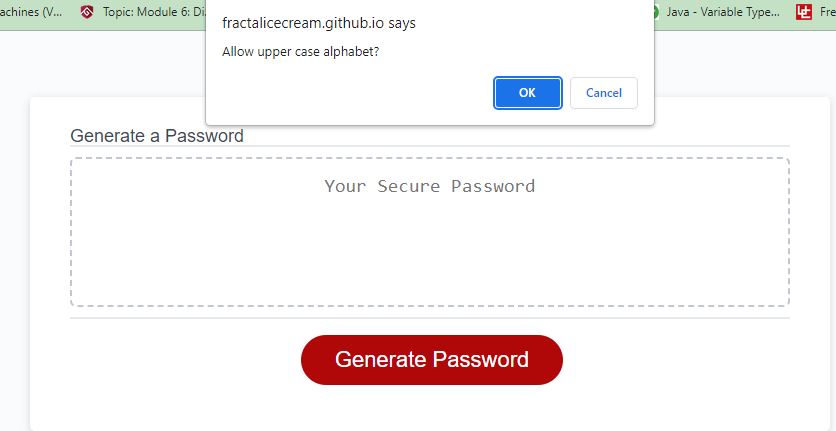 achines (V...
Topic: Module 6: Di
Java - Variable Type...
Fre
fractalicecream.github.io says
Allow upper case alphabet?
OK
Cancel
Generate a Password
Your Secure Password
Generate Password